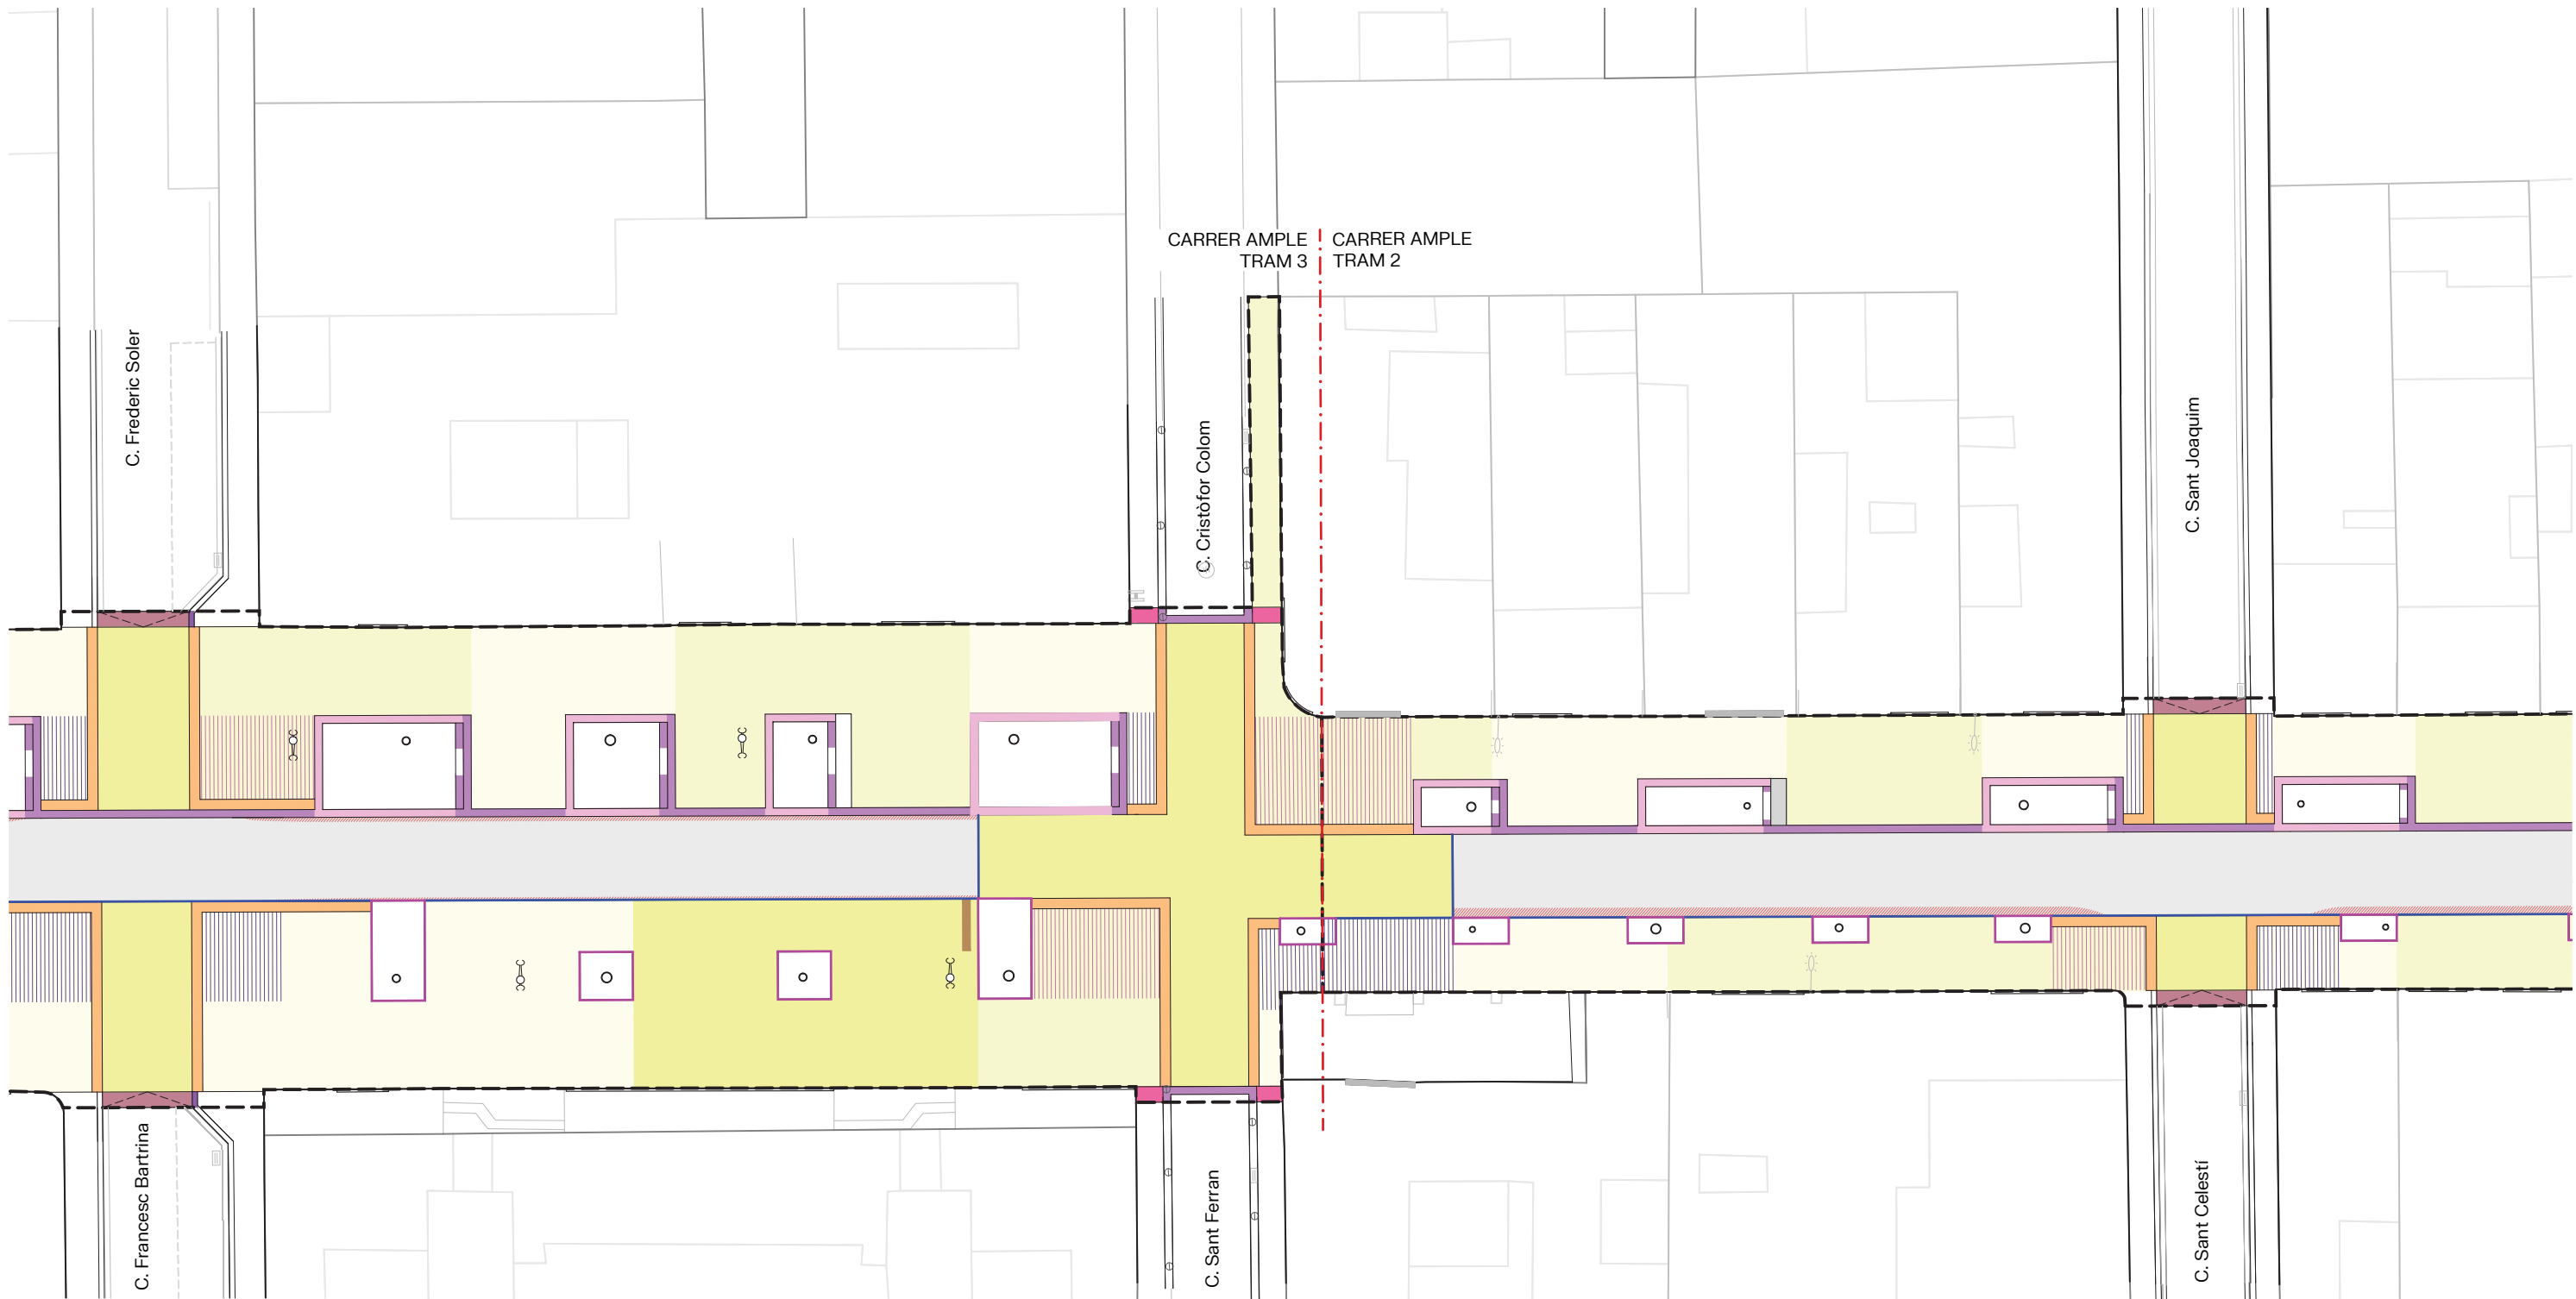 CARRER AMPLE
TRAM 3
CARRER AMPLE
TRAM 2
C. Frederic Soler
C. Cristòfor Colom
C. Sant Joaquim
C. Francesc Bartrina
C. Sant Ferran
C. Sant Celestí